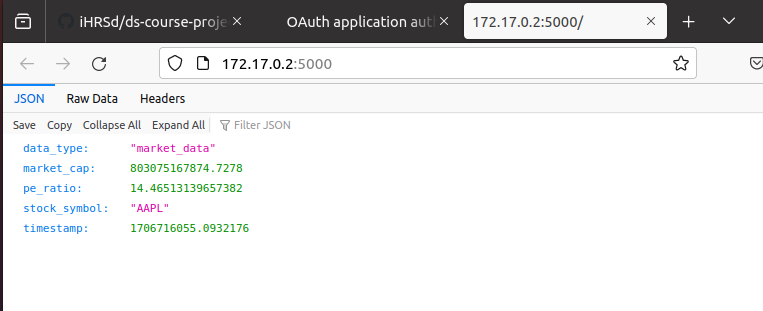 iHRSd/ds-course-proje
OAuth application aut
172.17.0.2:5000/
172.17.0.2:5000
JSON Raw Data Headers
Save Copy Collapse All Expand All Filter JSON
data_type: "market_data"
market_cap: 803075167874.7278
pe_ratio: 14.46513139657382
stock_symbol: "AAPL"
timestamp: 1706716055.0932176